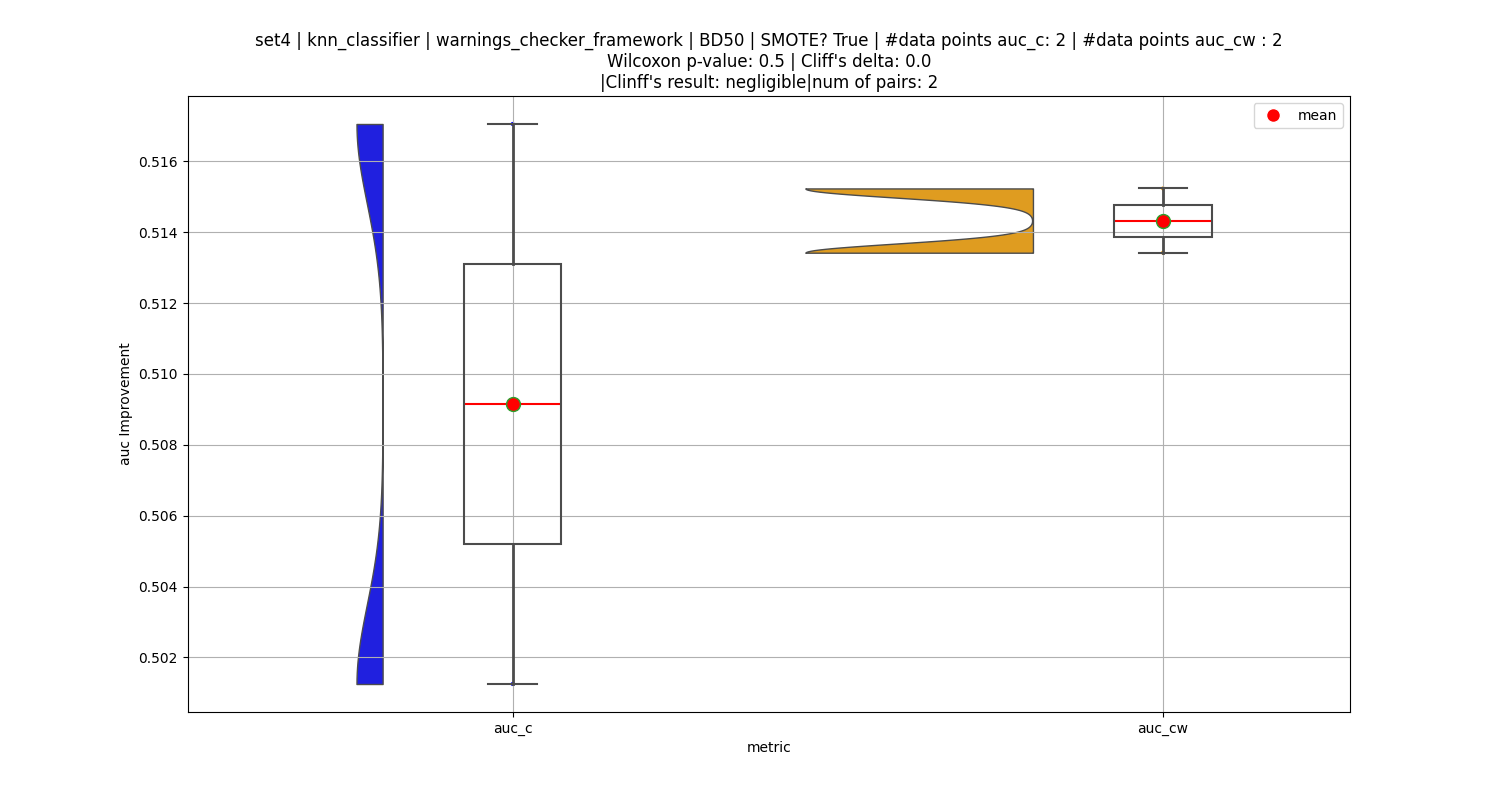 set4 | knn_classifier | warnings_checker_framework | BD50 | SMOTE? True | #data points auc_c: 2 | #data points auc_cw : 2
Wilcoxon p-value: 0.5 | Cliff's delta: 0.0
|Clinff's result: negligible|num of pairs: 2
mean
0.516
0.514
0.512
0.510
0.508
0.506
0.504
0.502
auc Improvement
auc_c
auc_cw
metric